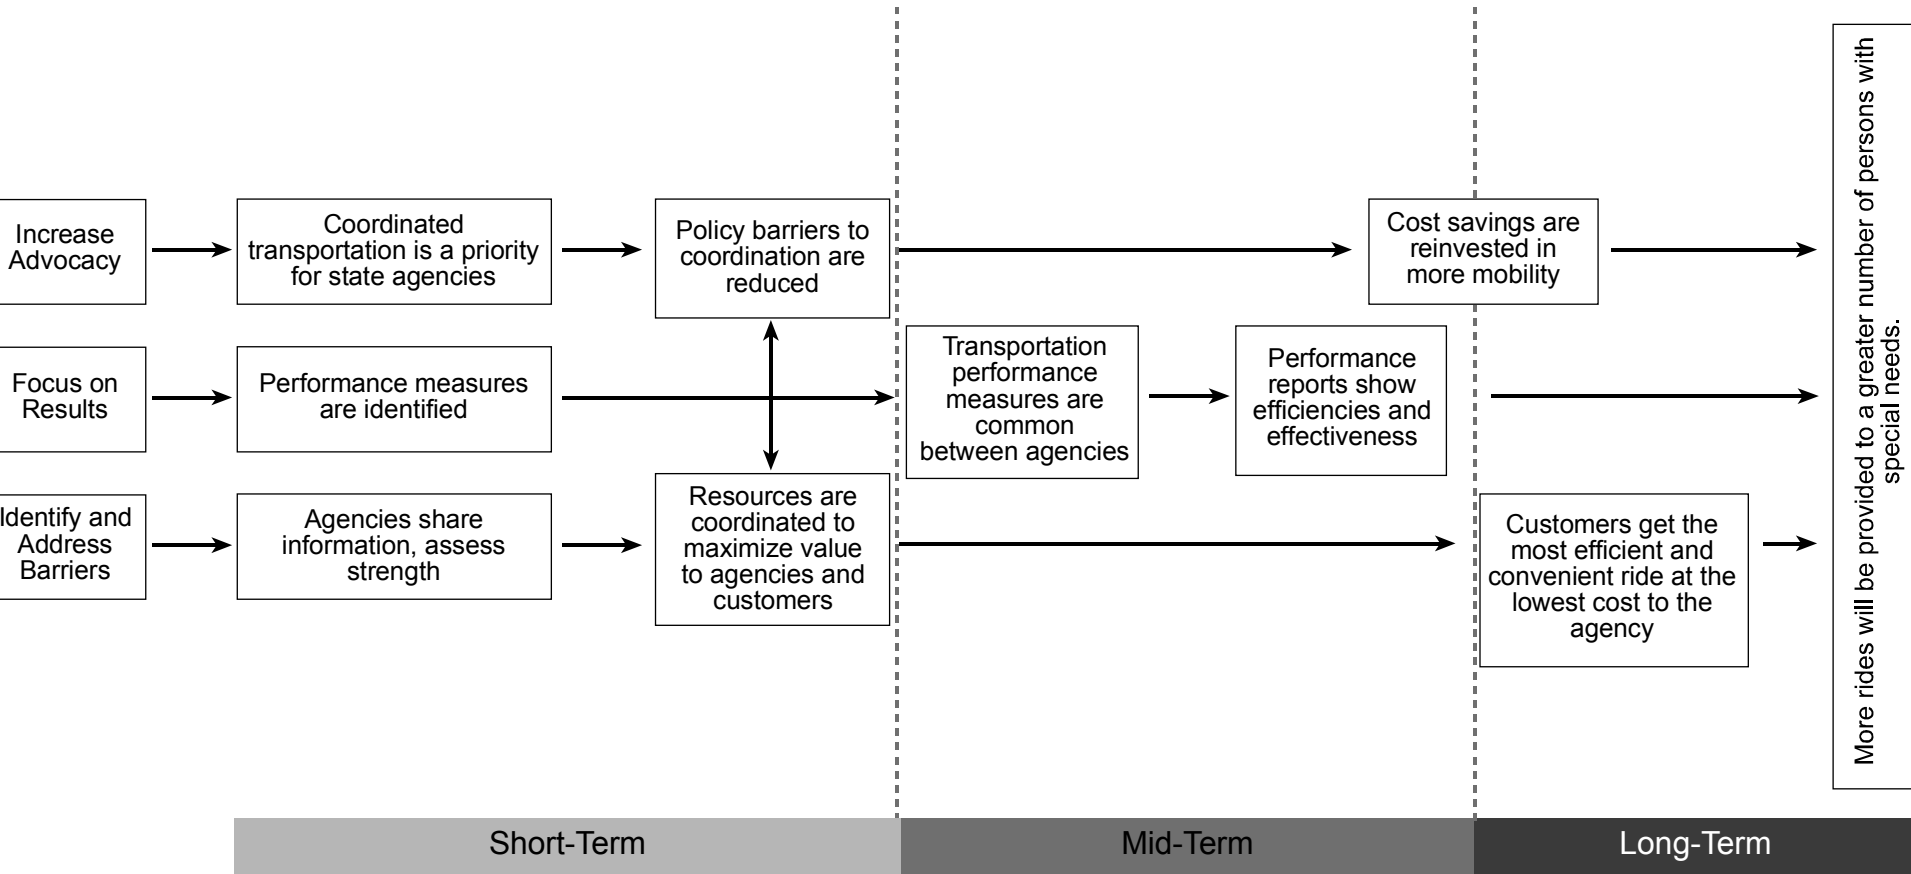 Increase
Advocacy
Coordinated
transportation is a priority
for state agencies
Policy barriers to
coordination are
reduced
Cost savings are
reinvested in
more mobility
Focus on
Results
Performance measures
are identified
Transportation
performance
measures are
common
between agencies
Performance
reports show
efficiencies and
effectiveness
Identify and
Address
Barriers
Agencies share
information, assess
strength
Resources are
coordinated to
maximize value
to agencies and
customers
Customers get the
most efficient and
convenient ride at the
lowest cost to the
agency
More rides will be provided to a greater number of persons with
special needs.
Short-Term
Mid-Term
Long-Term